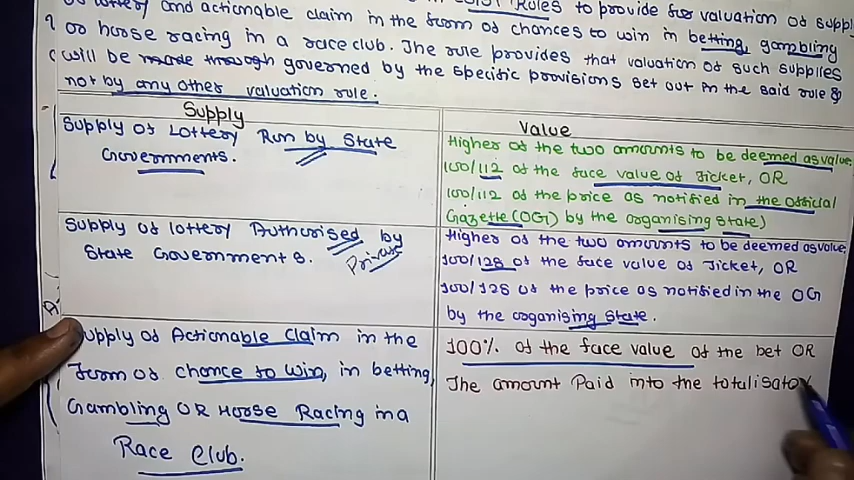 Rules to provide for valuation of suppl
of lottery and actionable claim in the form of chances to win in betting, gambling
or horse racing in a race club. The rule provides that valuation of such supplies
will be made through governed by the specific provisions set out in the said rule &
not by any other valuation rule.
Supply
Value
Supply of Lottery Run by State
Governments.
Higher of the two amounts to be deemed as value,
100/112 of the face value of Ticket, OR
100/112 of the price as notified in the official
Gazette (OG) by the organising state)
Supply of lottery Authorised by
State Governments.
Private
Higher of the two amounts to be deemed as value,
100/128 of the face value of Ticket, OR
100/128 of the price as notified in the OG
by the organising state.
Supply of Actionable Claim in the
form of chance to win, in betting,
Gambling OR Horse Racing in a
Race Club.
100% of the face value of the bet OR
The amount Paid into the totalisator